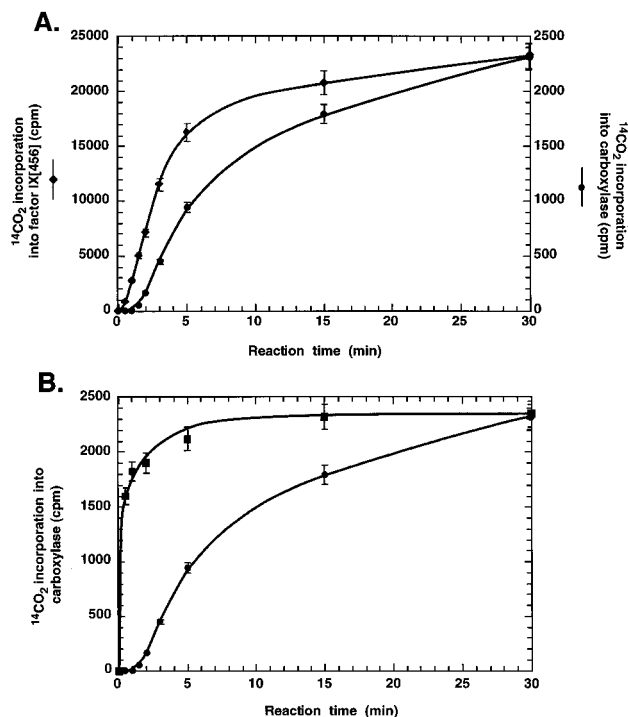 A.
25000
20000
15000
10000
5000
0
¹⁴CO₂ incorporation
into factor IX[456] (cpm)
2500
2000
1500
1000
500
0
¹⁴CO₂ incorporation
into carboxylase (cpm)
0 5 10 15 20 25 30
Reaction time (min)
B.
2500
2000
1500
1000
500
0
¹⁴CO₂ incorporation into
carboxylase (cpm)
0 5 10 15 20 25 30
Reaction time (min)